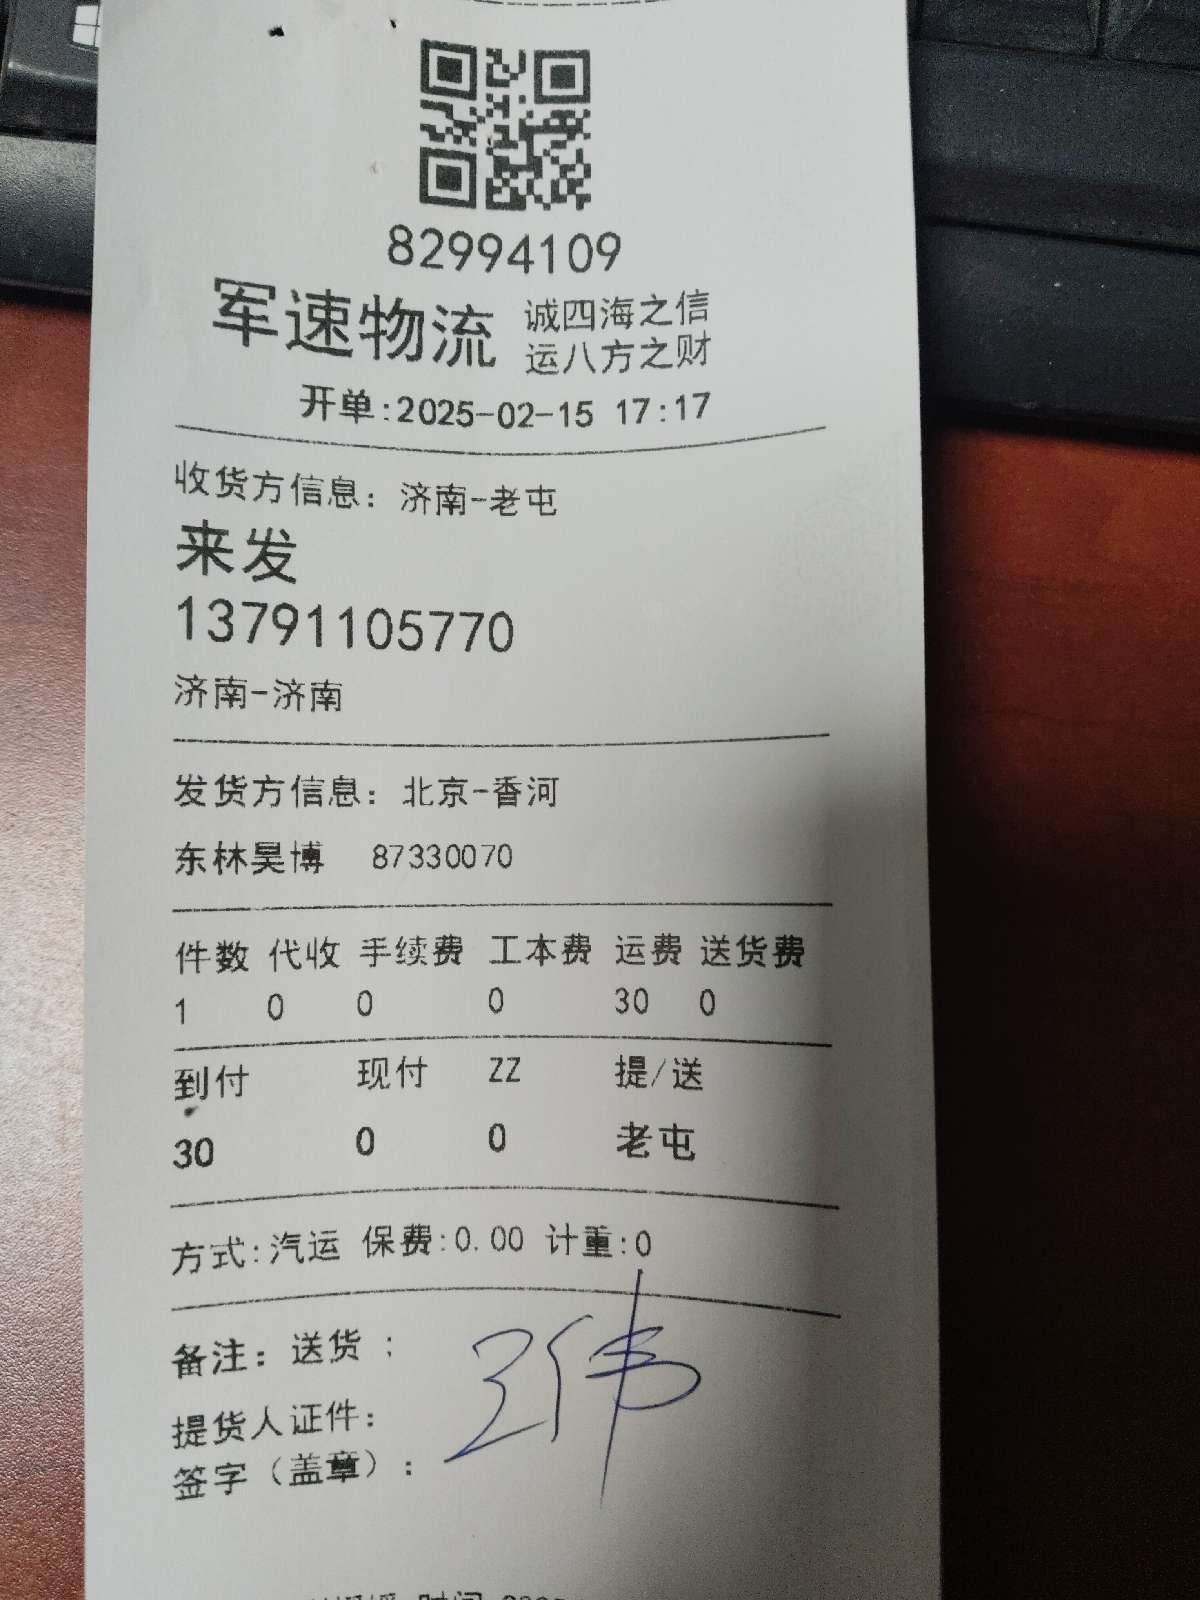 82994109
军速物流 诚四海之信
运八方之财
开单:2025-02-15 17:17
收货方信息: 济南-老屯
来发
13791105770
济南-济南
发货方信息: 北京-香河
东林昊博 87330070
件数 代收 手续费 工本费 运费 送货费
1 0 0 0 30 0
到付 现付 ZZ 提/送
30 0 0 老屯
方式:汽运 保费:0.00 计重:0
备注: 送货 :
提货人证件:
签字（盖章）:
王伟